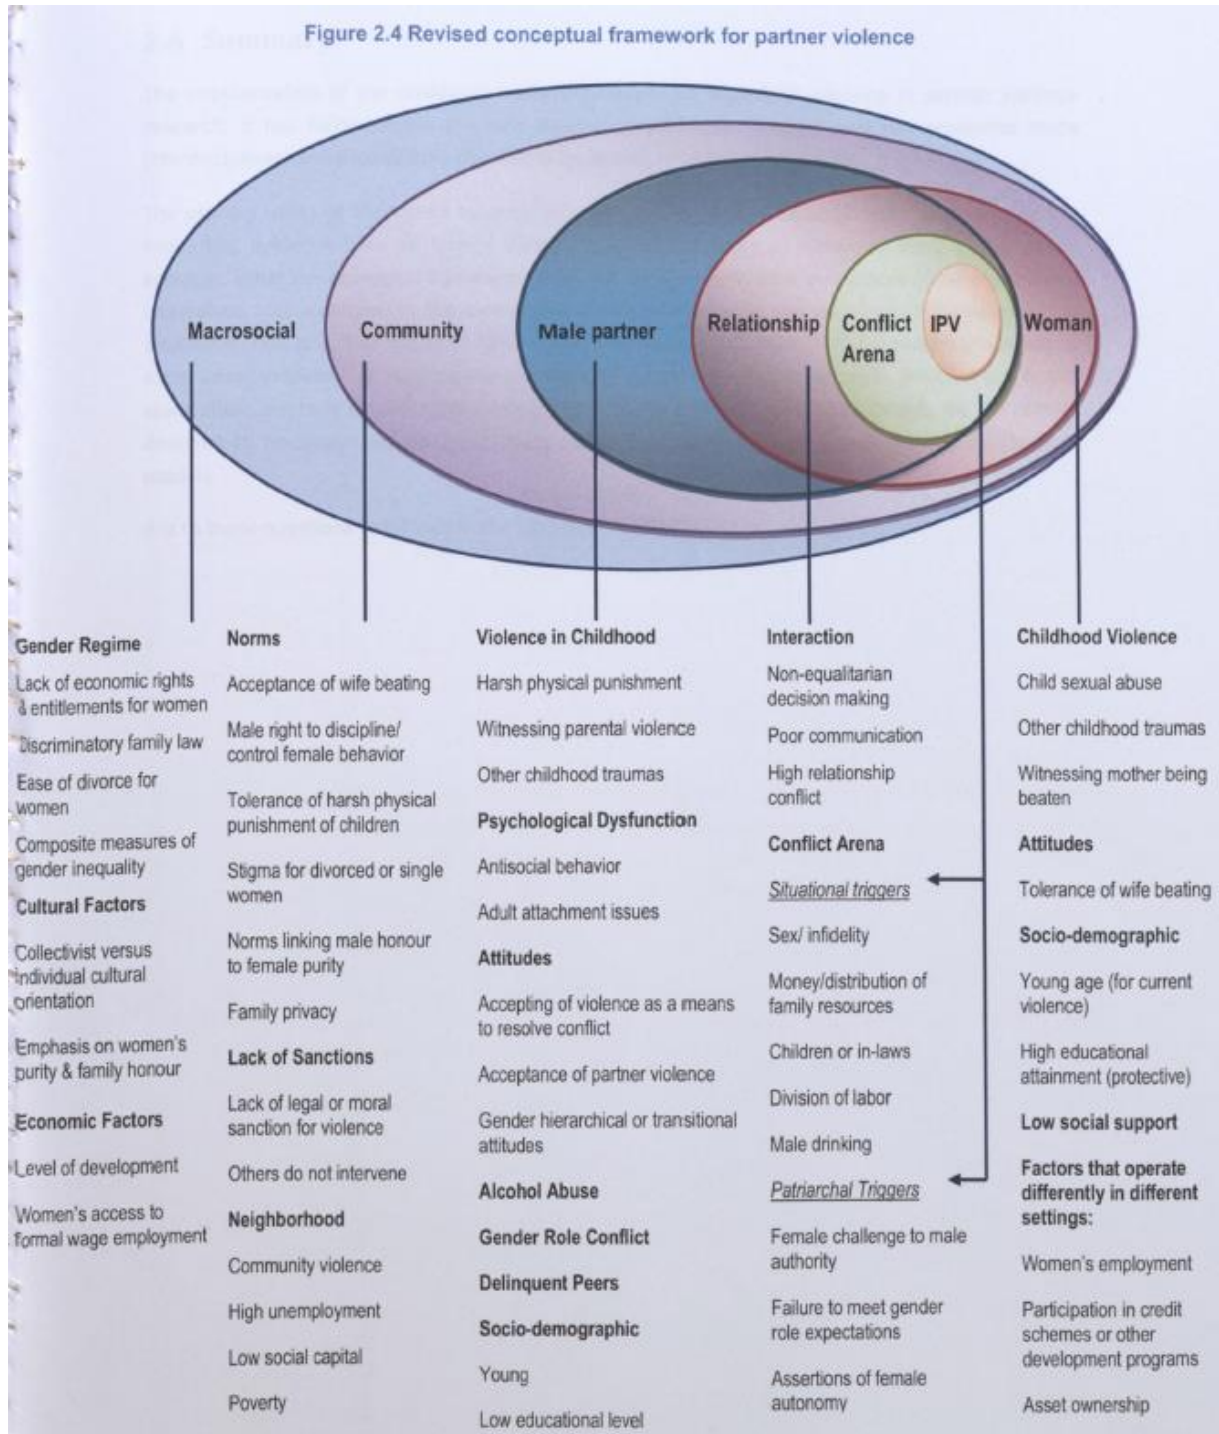 Figure 2.4 Revised conceptual framework for partner violence
Macrosocial
Community
Male partner
Relationship
Conflict
Arena
IPV
Woman
Gender Regime
Lack of economic rights
& entitlements for women
Discriminatory family law
Ease of divorce for
women
Composite measures of
gender inequality
Cultural Factors
Collectivist versus
individual cultural
orientation
Emphasis on women's
purity & family honour
Economic Factors
Level of development
Women's access to
formal wage employment
Norms
Acceptance of wife beating
Male right to discipline/
control female behavior
Tolerance of harsh physical
punishment of children
Stigma for divorced or single
women
Norms linking male honour
to female purity
Family privacy
Lack of Sanctions
Lack of legal or moral
sanction for violence
Others do not intervene
Neighborhood
Community violence
High unemployment
Low social capital
Poverty
Violence in Childhood
Harsh physical punishment
Witnessing parental violence
Other childhood traumas
Psychological Dysfunction
Antisocial behavior
Adult attachment issues
Attitudes
Accepting of violence as a means
to resolve conflict
Acceptance of partner violence
Gender hierarchical or transitional
attitudes
Alcohol Abuse
Gender Role Conflict
Delinquent Peers
Socio-demographic
Young
Low educational level
Interaction
Non-equalitarian
decision making
Poor communication
High relationship
conflict
Conflict Arena
Situational triggers
Sex/ infidelity
Money/distribution of
family resources
Children or in-laws
Division of labor
Male drinking
Patriarchal Triggers
Female challenge to male
authority
Failure to meet gender
role expectations
Assertions of female
autonomy
Childhood Violence
Child sexual abuse
Other childhood traumas
Witnessing mother being
beaten
Attitudes
Tolerance of wife beating
Socio-demographic
Young age (for current
violence)
High educational
attainment (protective)
Low social support
Factors that operate
differently in different
settings:
Women's employment
Participation in credit
schemes or other
development programs
Asset ownership